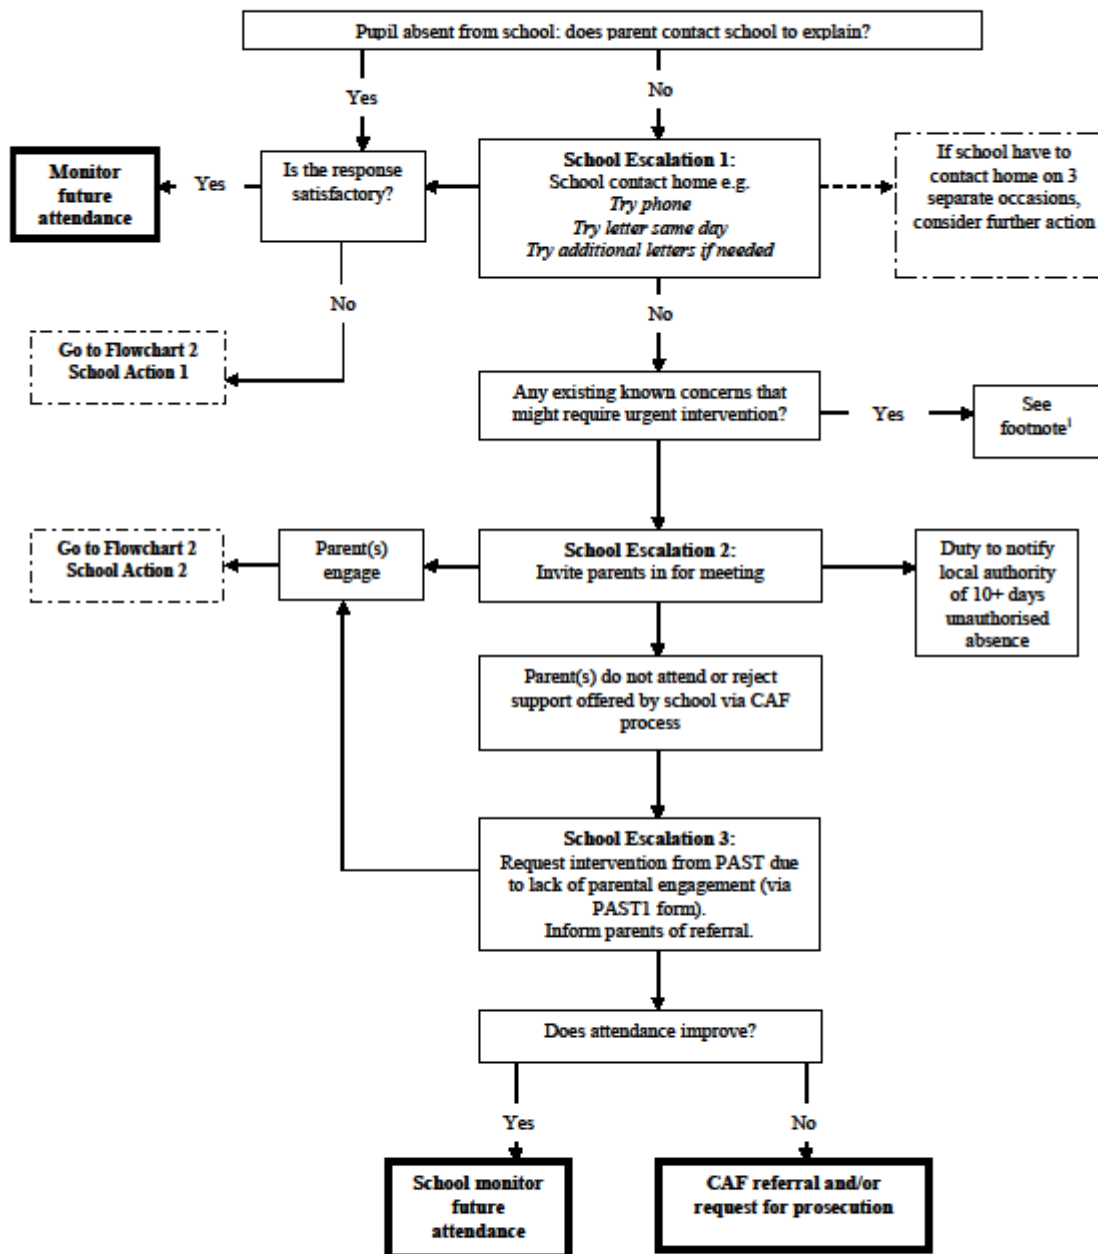 Pupil absent from school: does parent contact school to explain?
Yes
No
Monitor
future
attendance
Yes
Is the response
satisfactory?
School Escalation 1:
School contact home e.g.
Try phone
Try letter same day
Try additional letters if needed
If school have to
contact home on 3
separate occasions,
consider further action
No
No
Go to Flowchart 2
School Action 1
Any existing known concerns that
might require urgent intervention?
Yes
See
footnote¹
Go to Flowchart 2
School Action 2
Parent(s)
engage
School Escalation 2:
Invite parents in for meeting
Duty to notify
local authority
of 10+ days
unauthorised
absence
Parent(s) do not attend or reject
support offered by school via CAF
process
School Escalation 3:
Request intervention from PAST due
to lack of parental engagement (via
PAST1 form).
Inform parents of referral.
Does attendance improve?
Yes
No
School monitor
future
attendance
CAF referral and/or
request for prosecution